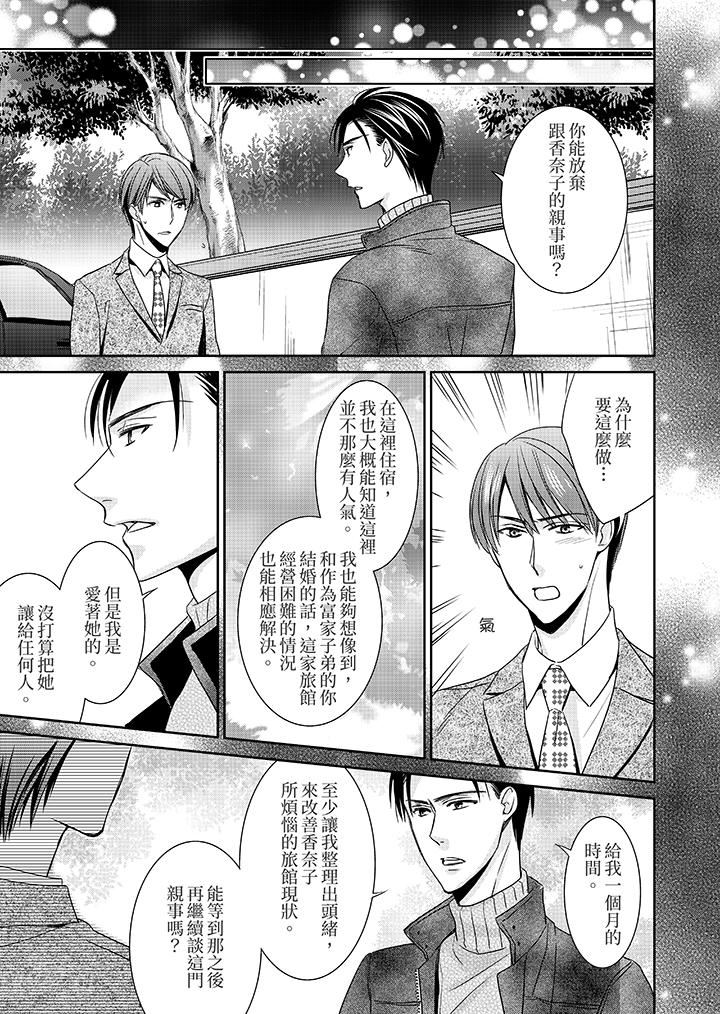 你能放棄
跟香奈子的親事嗎？
為什麼
要這麼做…
氣
在這裡住宿，
我也大概能知道這裡
並不那麼有人氣。
我也能夠想像到，
和作為富家子弟的你
結婚的話，這家旅館
經營困難的情況
也能相應解決。
但是我是
愛著她的。
沒打算把她
讓給任何人。
給我一個月的
時間。
至少讓我整理出頭緒，
來改善香奈子
所煩惱的旅館現狀。
能等到那之後
再繼續談這門
親事嗎？